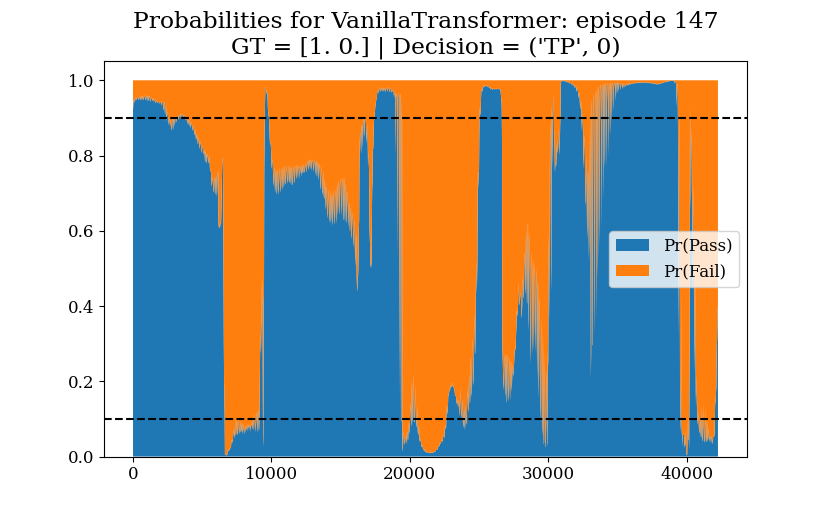 Probabilities for VanillaTransformer: episode 147
GT = [1. 0.] | Decision = ('TP', 0)
1.0
0.8
0.6
0.4
0.2
0.0
Pr(Pass)
Pr(Fail)
0
10000
20000
30000
40000